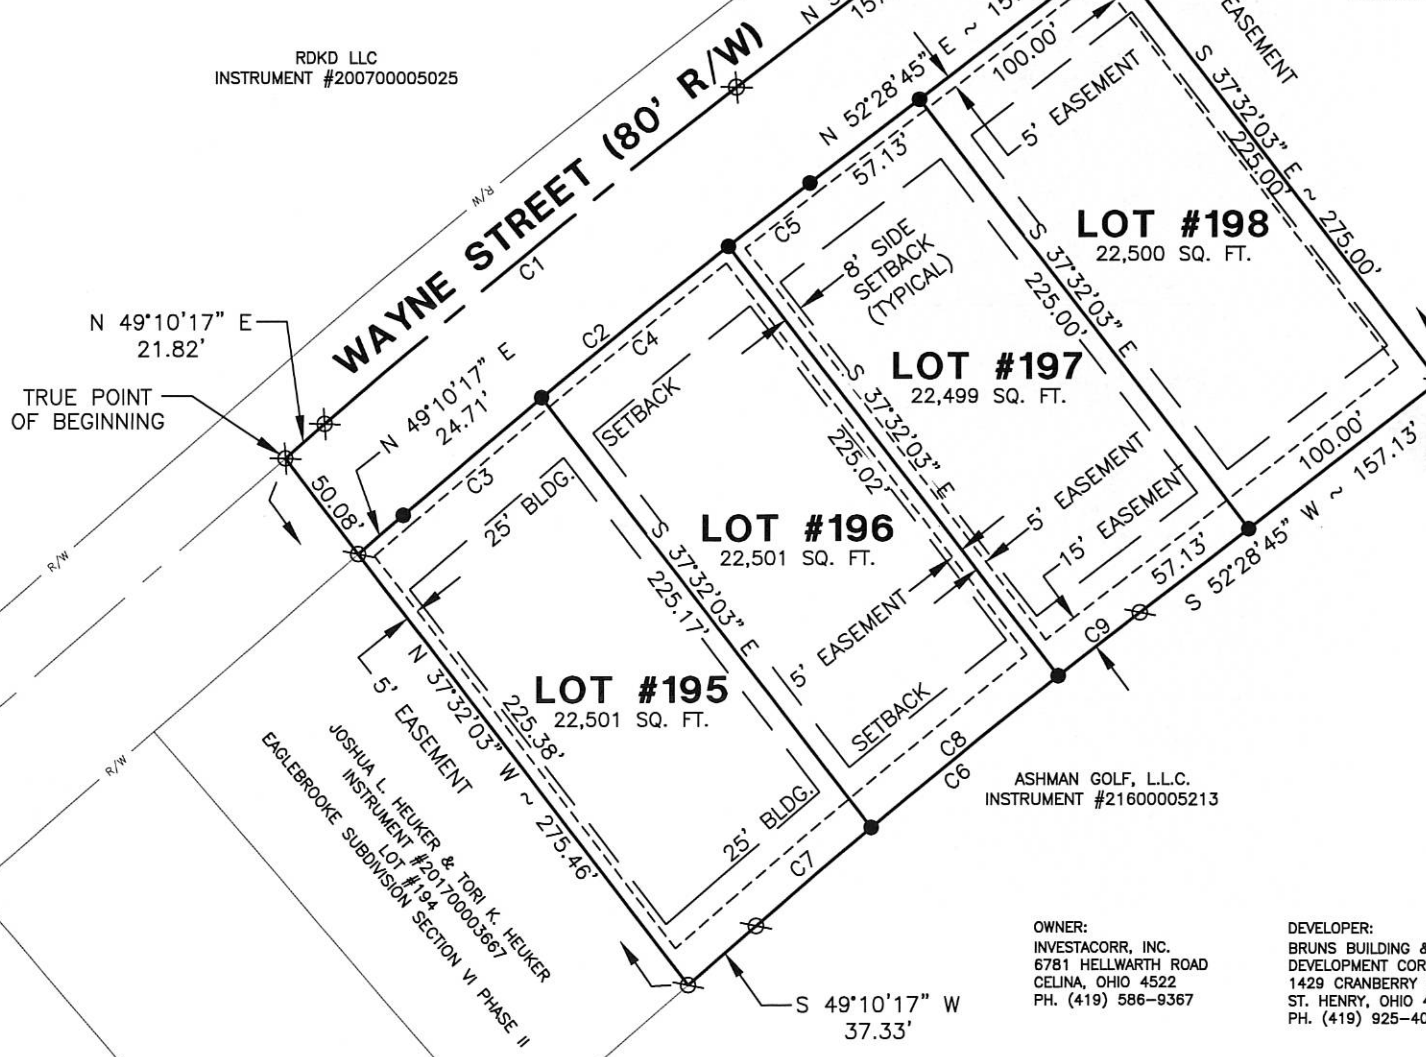 RDKD LLC
INSTRUMENT #200700005025
WAYNE STREET (80' R/W)
R/W
C1
N 52°28'45" E ~
100.00'
5' EASEMENT
EASEMENT
S 37°32'03" E ~ 275.00'
225.00'
57.13'
C5
LOT #198
22,500 SQ. FT.
8' SIDE
SETBACK
(TYPICAL)
S 37°32'03" E
225.00'
N 49°10'17" E
21.82'
TRUE POINT
OF BEGINNING
C2
C4
N 49°10'17" E
24.71'
50.08'
C3
SETBACK
25' BLDG.
LOT #197
22,499 SQ. FT.
S 37°32'03" E
225.02'
5' EASEMENT
15' EASEMENT
100.00'
S 52°28'45" W ~ 157.13'
57.13'
C9
LOT #196
22,501 SQ. FT.
S 37°32'03" E
225.17'
5' EASEMENT
SETBACK
R/W
LOT #195
22,501 SQ. FT.
N 37°32'03" W ~ 275.46'
225.38'
5' EASEMENT
25' BLDG.
C8
C6
C7
R/W
JOSHUA L. HEUKER & TORI K. HEUKER
INSTRUMENT #201700003667
LOT #194
EAGLEBROOKE SUBDIVISION SECTION VI PHASE II
ASHMAN GOLF, L.L.C.
INSTRUMENT #21600005213
S 49°10'17" W
37.33'
OWNER:
INVESTACORR, INC.
6781 HELLWARTH ROAD
CELINA, OHIO 4522
PH. (419) 586-9367
DEVELOPER:
BRUNS BUILDING &
DEVELOPMENT COR
1429 CRANBERRY
ST. HENRY, OHIO
PH. (419) 925-40